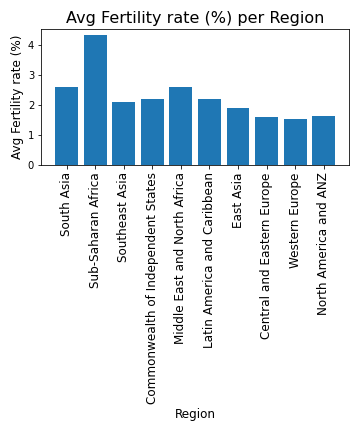 Avg Fertility rate (%) per Region
Avg Fertility rate (%)
4
3
2
1
0
South Asia
Sub-Saharan Africa
Southeast Asia
Commonwealth of Independent States
Middle East and North Africa
Latin America and Caribbean
East Asia
Central and Eastern Europe
Western Europe
North America and ANZ
Region